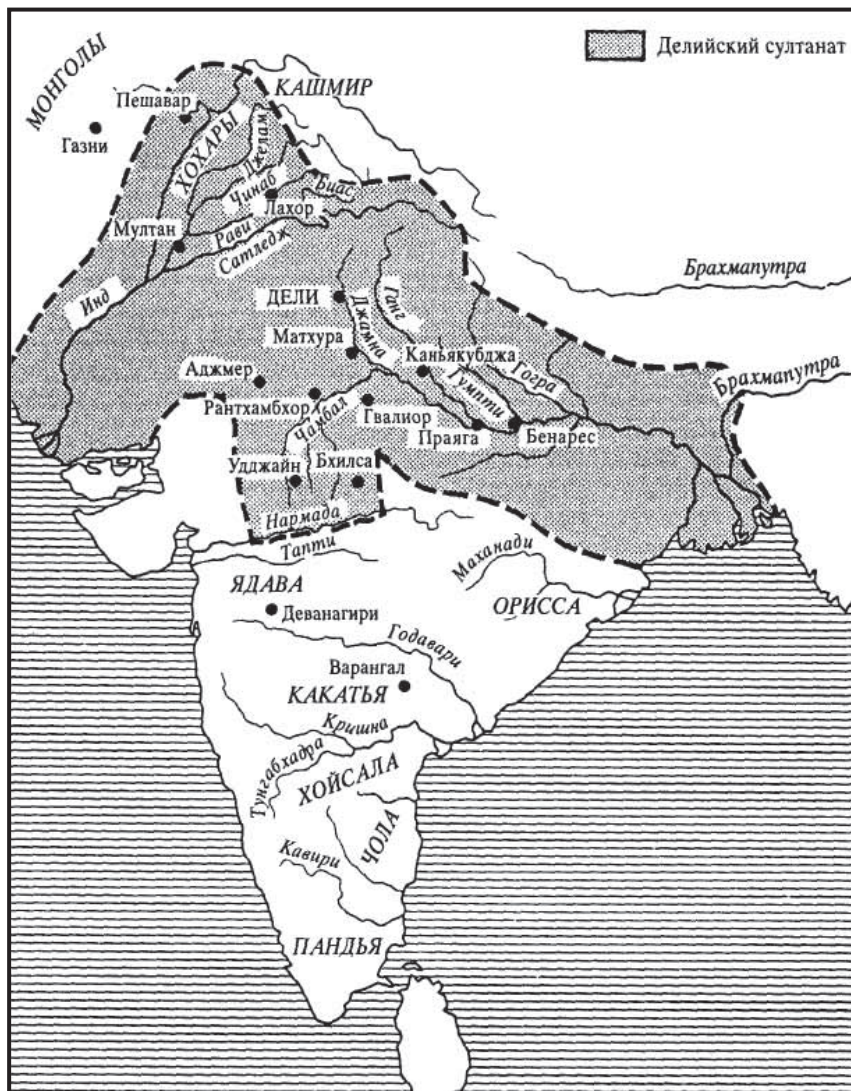 Делийский султанат
МОНГОЛЫ
КАШМИР
Пешавар
Газни
ХОХАРЫ
Джелам
Чинаб
Биас
Лахор
Мултан
Рави
Сатледж
Инд
Брахмапутра
ДЕЛИ
Ганг
Джамна
Матхура
Каньякубджа
Гогра
Брахмапутра
Аджмер
Гумпти
Рантхамбхор
Чамбал
Гвалиор
Праяга
Бенарес
Удджайн
Бхилса
Нармада
Тапти
Маханади
ЯДАВА
ОРИССА
Деванагири
Годавари
Варангал
КАКАТЬЯ
Кришна
Тунгабхадра
ХОЙСАЛА
ЧОЛА
Кавири
ПАНДЬЯ